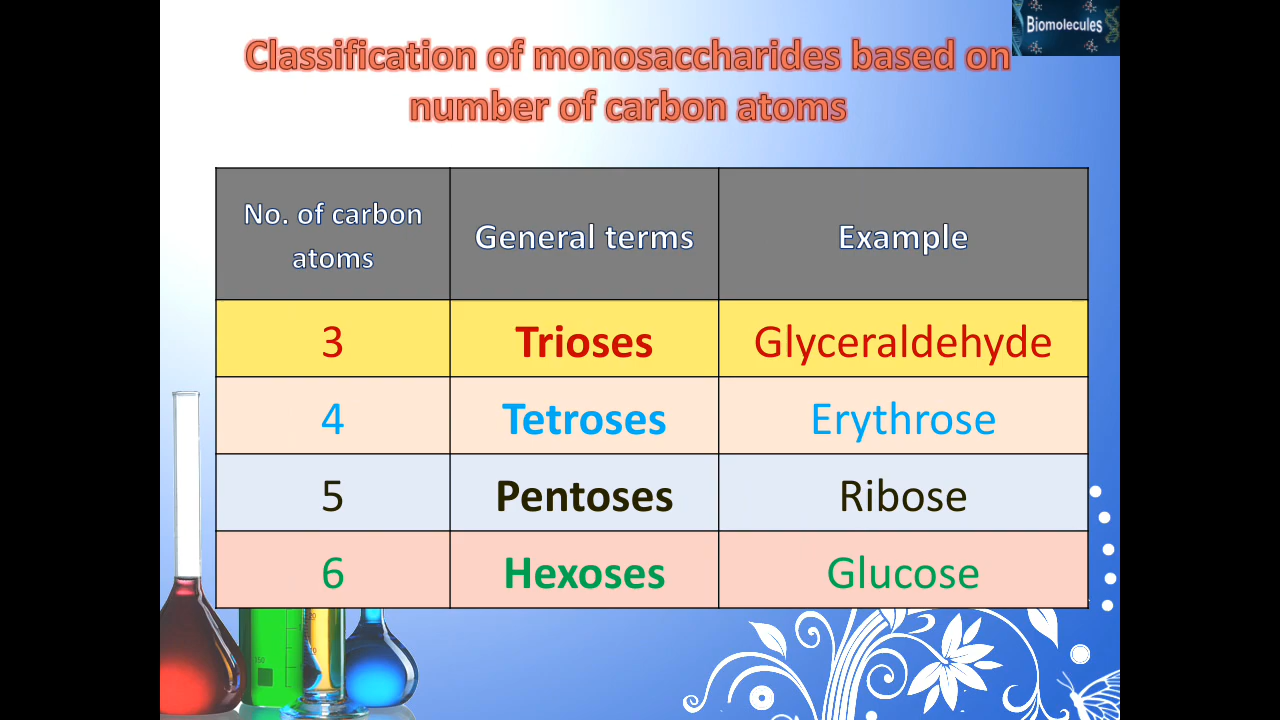 Biomolecules
Classification of monosaccharides based on
number of carbon atoms
No. of carbon
atoms
General terms
Example
3
Trioses
Glyceraldehyde
4
Tetroses
Erythrose
5
Pentoses
Ribose
6
Hexoses
Glucose